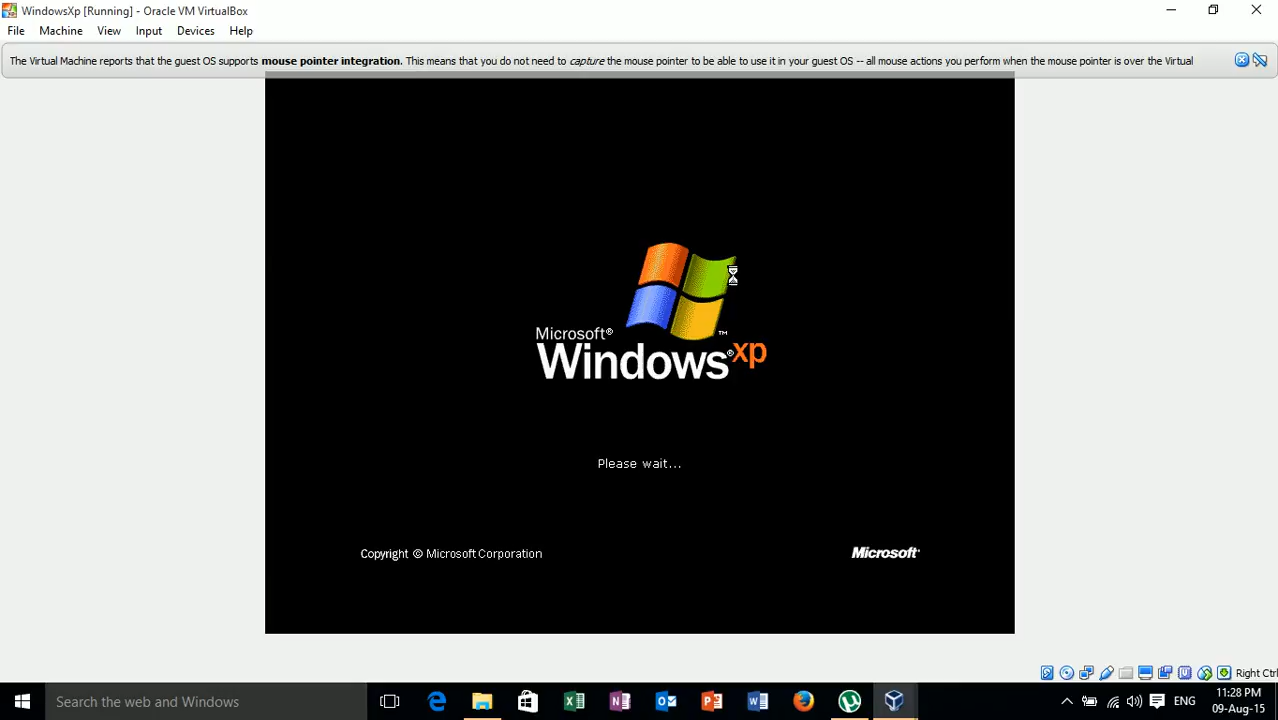 WindowsXp [Running] - Oracle VM VirtualBox
File Machine View Input Devices Help
The Virtual Machine reports that the guest OS supports mouse pointer integration. This means that you do not need to capture the mouse pointer to be able to use it in your guest OS -- all mouse actions you perform when the mouse pointer is over the Virtual
Microsoft®
Windows® xp ™
Please wait...
Copyright © Microsoft Corporation
Microsoft®
Right Ctrl
Search the web and Windows
ENG
11:28 PM
09-Aug-15